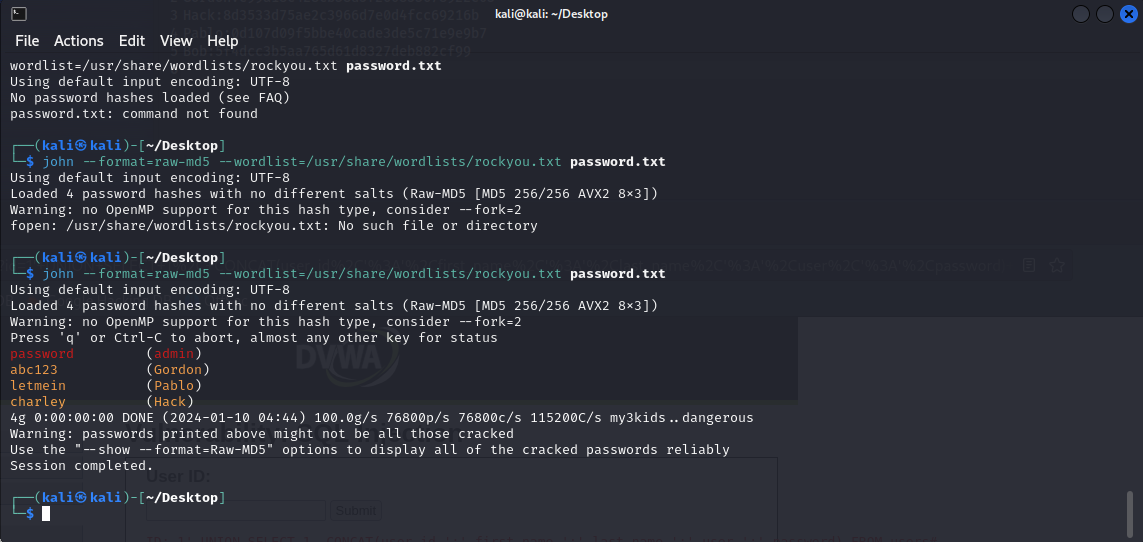 3 Hack:8d3533d75ae2c3966d7e0d4fcc69216b
kali@kali: ~/Desktop
File Actions Edit View Help
wordlist=/usr/share/wordlists/rockyou.txt password.txt
Using default input encoding: UTF-8
No password hashes loaded (see FAQ)
password.txt: command not found
┌──(kali㉿kali)-[~/Desktop]
└─$ john --format=raw-md5 --wordlist=/usr/share/wordlists/rockyou.txt password.txt
Using default input encoding: UTF-8
Loaded 4 password hashes with no different salts (Raw-MD5 [MD5 256/256 AVX2 8×3])
Warning: no OpenMP support for this hash type, consider --fork=2
fopen: /usr/share/wordlists/rockyou.txt: No such file or directory
┌──(kali㉿kali)-[~/Desktop]
└─$ john --format=raw-md5 --wordlist=/usr/share/wordlists/rockyou.txt password.txt
Using default input encoding: UTF-8
Loaded 4 password hashes with no different salts (Raw-MD5 [MD5 256/256 AVX2 8×3])
Warning: no OpenMP support for this hash type, consider --fork=2
Press 'q' or Ctrl-C to abort, almost any other key for status
password (admin)
DVWA
abc123 (Gordon)
letmein (Pablo)
charley (Hack)
4g 0:00:00:00 DONE (2024-01-10 04:44) 100.0g/s 76800p/s 76800c/s 115200C/s my3kids..dangerous
Warning: passwords printed above might not be all those cracked
Use the "--show --format=Raw-MD5" options to display all of the cracked passwords reliably
Session completed.
User ID:
┌──(kali㉿kali)-[~/Desktop]
└─$
Submit